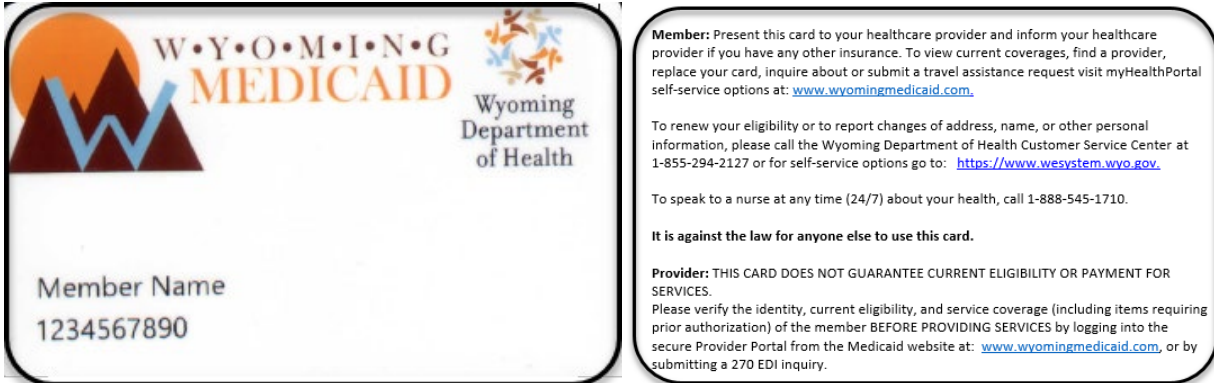 W•Y•O•M•I•N•G
MEDICAID
Wyoming
Department
of Health
Member Name
1234567890
Member: Present this card to your healthcare provider and inform your healthcare
provider if you have any other insurance. To view current coverages, find a provider,
replace your card, inquire about or submit a travel assistance request visit myHealthPortal
self-service options at: www.wyomingmedicaid.com.
To renew your eligibility or to report changes of address, name, or other personal
information, please call the Wyoming Department of Health Customer Service Center at
1-855-294-2127 or for self-service options go to: https://www.wesystem.wyo.gov.
To speak to a nurse at any time (24/7) about your health, call 1-888-545-1710.
It is against the law for anyone else to use this card.
Provider: THIS CARD DOES NOT GUARANTEE CURRENT ELIGIBILITY OR PAYMENT FOR
SERVICES.
Please verify the identity, current eligibility, and service coverage (including items requiring
prior authorization) of the member BEFORE PROVIDING SERVICES by logging into the
secure Provider Portal from the Medicaid website at: www.wyomingmedicaid.com, or by
submitting a 270 EDI inquiry.